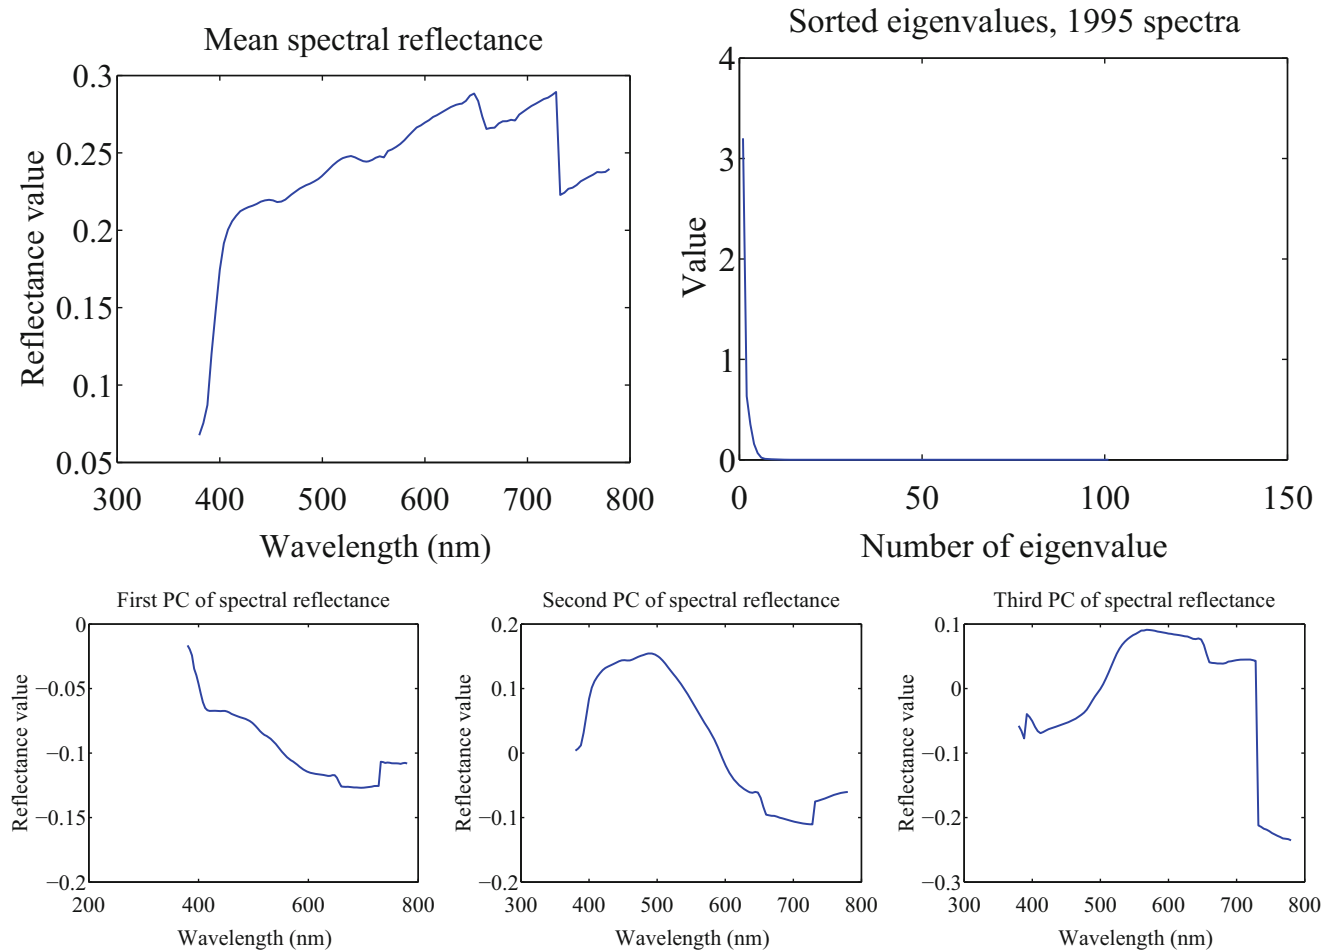 Mean spectral reflectance
0.3
0.25
0.2
0.15
0.1
0.05
300 400 500 600 700 800
Reflectance value
Wavelength (nm)
Sorted eigenvalues, 1995 spectra
4
3
2
1
0
0 50 100 150
Value
Number of eigenvalue
First PC of spectral reflectance
0
−0.05
−0.1
−0.15
−0.2
200 400 600 800
Reflectance value
Wavelength (nm)
Second PC of spectral reflectance
0.2
0.1
0
−0.1
−0.2
300 400 500 600 700 800
Reflectance value
Wavelength (nm)
Third PC of spectral reflectance
0.1
0
−0.1
−0.2
−0.3
300 400 500 600 700 800
Reflectance value
Wavelength (nm)